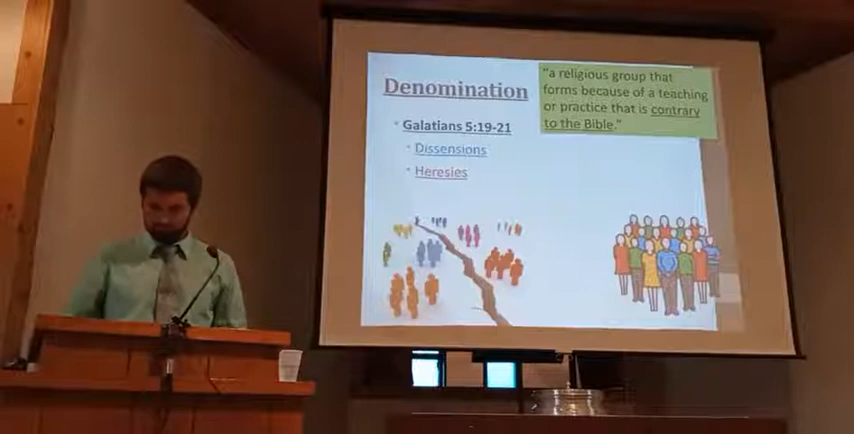 Denomination
• Galatians 5:19-21
• Dissensions
• Heresies
"a religious group that
forms because of a teaching
or practice that is contrary
to the Bible."